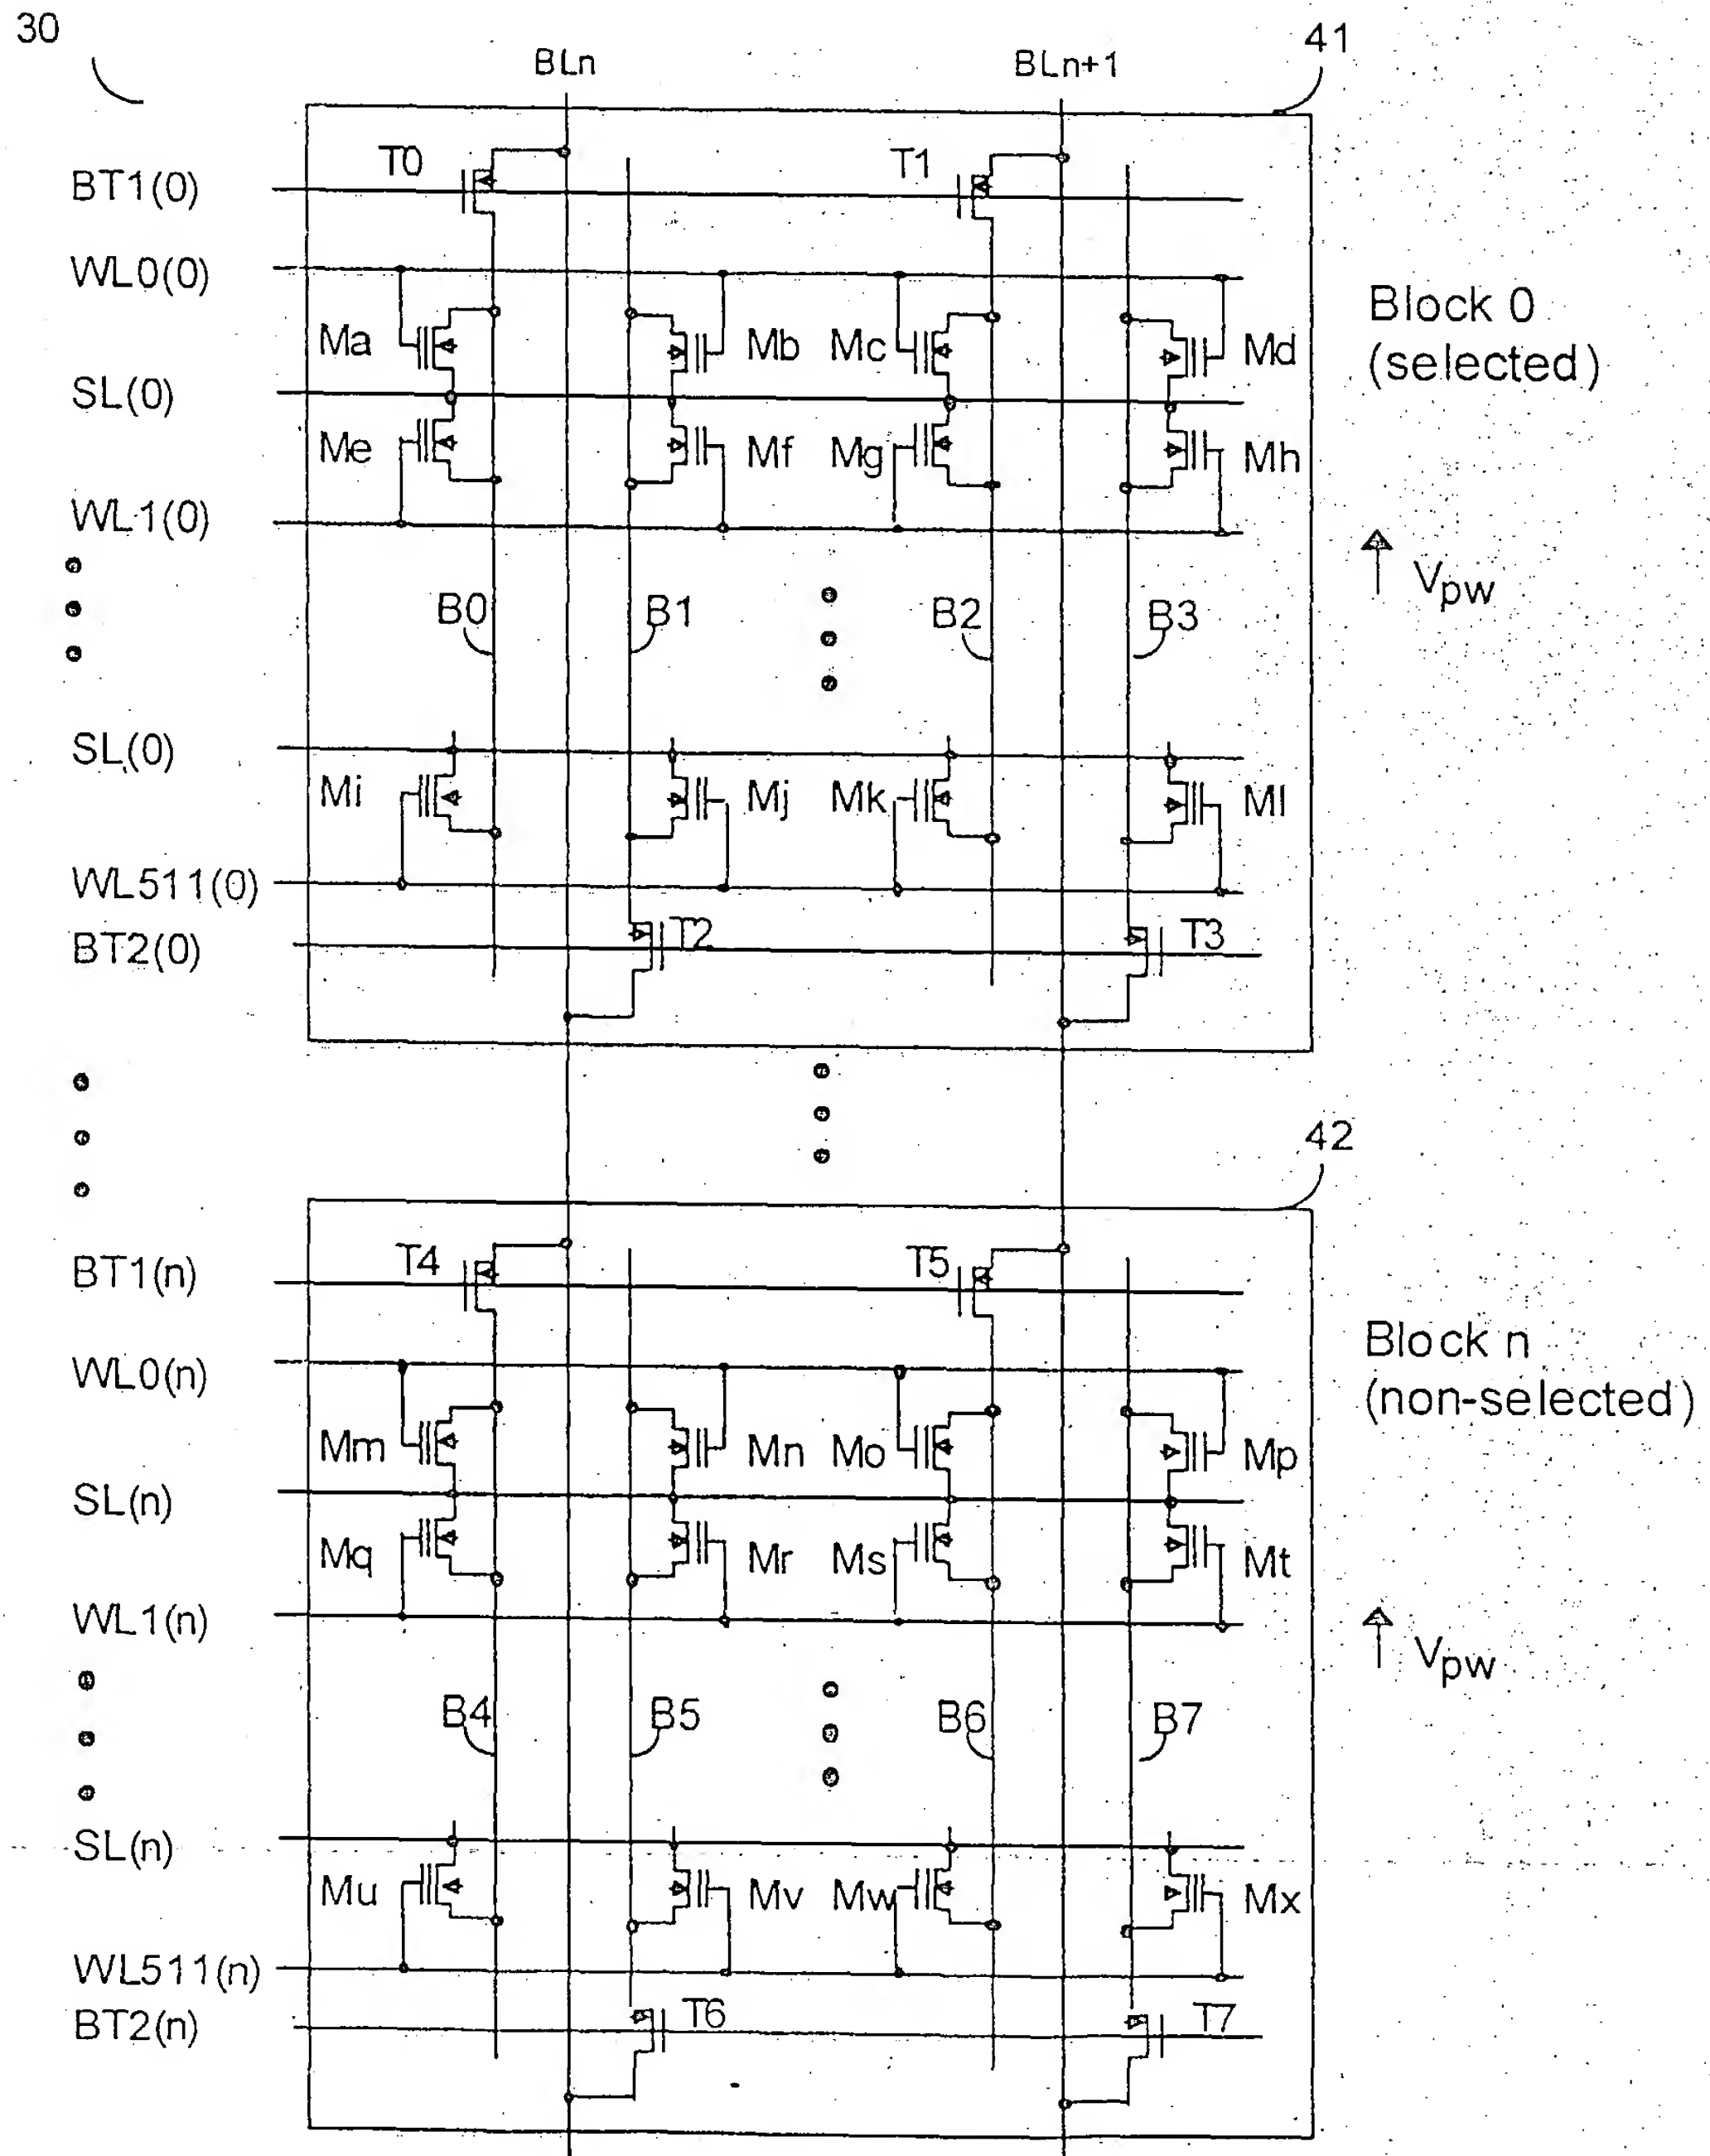 30
41
BLn BLn+1
T0 T1
BT1(0)
WL0(0)
Block 0
(selected)
Ma Mb Mc Md
SL(0)
Me Mf Mg Mh
WL1(0)
Vpw
B0 B1 B2 B3
SL(0)
Mi Mj Mk Ml
WL511(0)
BT2(0) T2 T3
42
BT1(n) T4 T5
WL0(n)
Block n
(non-selected)
Mm Mn Mo Mp
SL(n)
Mq Mr Ms Mt
WL1(n)
Vpw
B4 B5 B6 B7
SL(n)
Mu Mv Mw Mx
WL511(n)
BT2(n) T6 T7